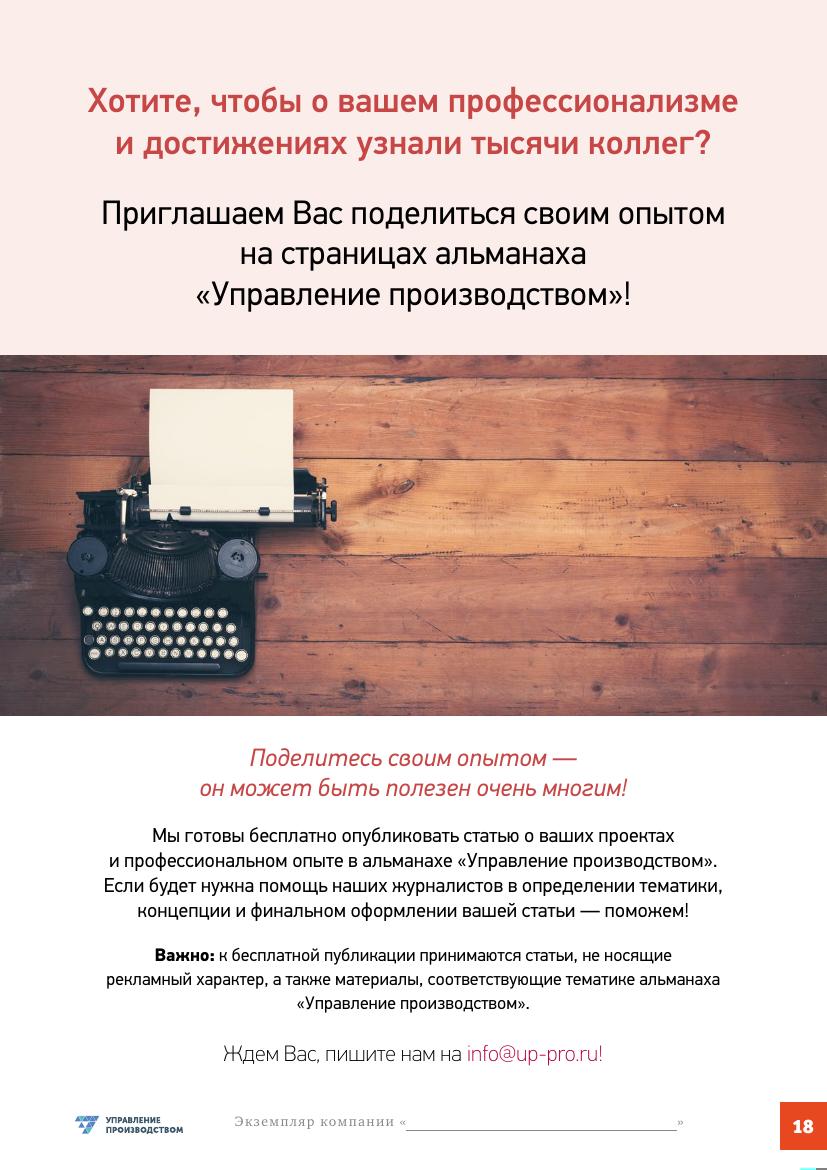 Хотите, чтобы о вашем профессионализме
и достижениях узнали тысячи коллег?
Приглашаем Вас поделиться своим опытом
на страницах альманаха
«Управление производством»!
Поделитесь своим опытом —
он может быть полезен очень многим!
Мы готовы бесплатно опубликовать статью о ваших проектах
и профессиональном опыте в альманахе «Управление производством».
Если будет нужна помощь наших журналистов в определении тематики,
концепции и финальном оформлении вашей статьи — поможем!
Важно: к бесплатной публикации принимаются статьи, не носящие
рекламный характер, а также материалы, соответствующие тематике альманаха
«Управление производством».
Ждем Вас, пишите нам на info@up-pro.ru!
УПРАВЛЕНИЕ
ПРОИЗВОДСТВОМ
Экземпляр компании «______________________________»
18